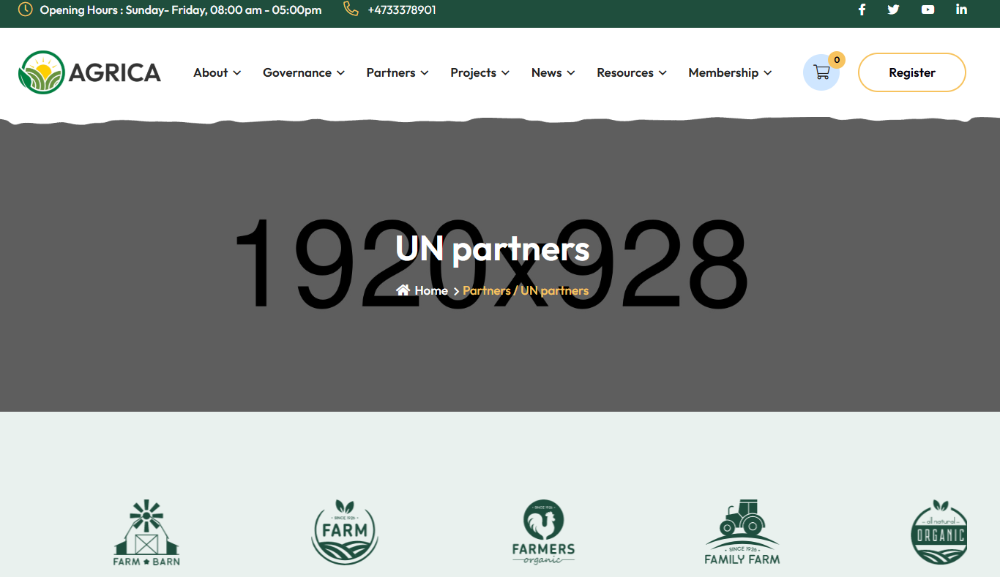 Opening Hours : Sunday- Friday, 08:00 am - 05:00pm +4733378901
AGRICA About Governance Partners Projects News Resources Membership 0 Register
1920x928
UN partners
Home Partners / UN partners
FARM BARN
- SINCE 1926 -
FARM
- SINCE 1926 -
FARMERS
organic
- SINCE 1926 -
FAMILY FARM
- all natural -
ORGANIC